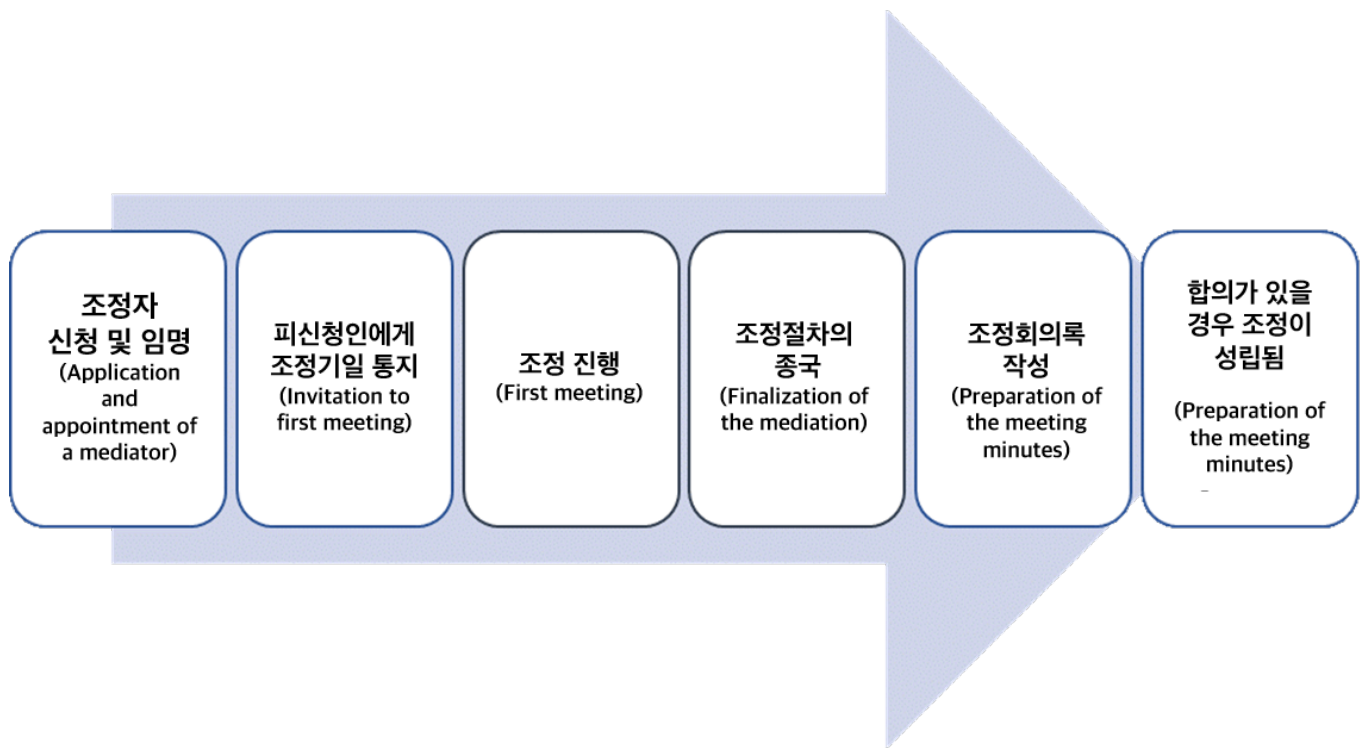 조정자
신청 및 임명
(Application
and
appointment of
a mediator)
피신청인에게
조정기일 통지
(Invitation to
first meeting)
조정 진행
(First meeting)
조정절차의
종국
(Finalization of
the mediation)
조정회의록
작성
(Preparation of
the meeting
minutes)
합의가 있을
경우 조정이
성립됨
(Preparation of
the meeting
minutes)